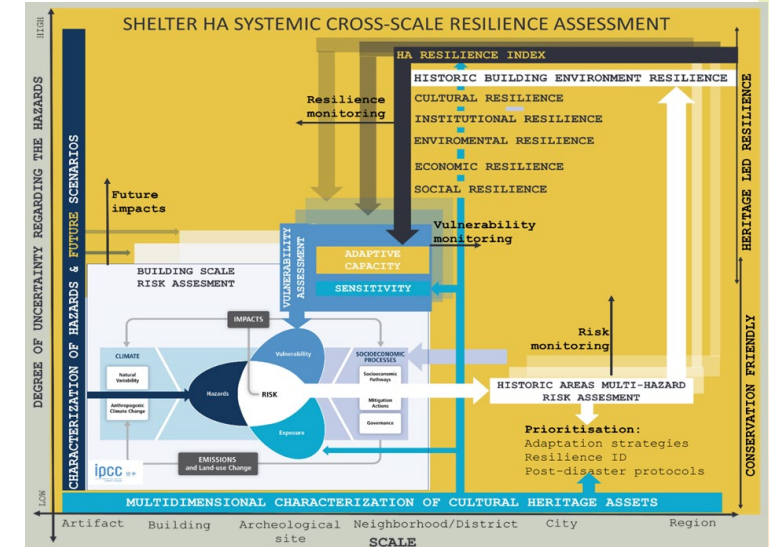 SHELTER HA SYSTEMIC CROSS-SCALE RESILIENCE ASSESSMENT
HIGH
DEGREE OF UNCERTAINTY REGARDING THE HAZARDS
LOW
CHARACTERIZATION OF HAZARDS & FUTURE SCENARIOS
HA RESILIENCE INDEX
HISTORIC BUILDING ENVIRONMENT RESILIENCE
CULTURAL RESILIENCE
INSTITUTIONAL RESILIENCE
ENVIROMENTAL RESILIENCE
ECONOMIC RESILIENCE
SOCIAL RESILIENCE
Resilience
monitoring
HERITAGE LED RESILIENCE
CONSERVATION FRIENDLY
Future
impacts
Vulnerability
monitoring
VULNERABILITY
ASSESSMENT
ADAPTIVE
CAPACITY
SENSITIVITY
BUILDING SCALE
RISK ASSESMENT
IMPACTS
CLIMATE
Natural
Variability
Anthropogenic
Climate Change
Vulnerability
Hazards
RISK
Exposure
SOCIOECONOMIC
PROCESSES
Socioeconomic
Pathways
Mitigation
Actions
Governance
EMISSIONS
and Land-use Change
ipcc
Risk
monitoring
HISTORIC AREAS MULTI-HAZARD
RISK ASSESMENT
Prioritisation:
Adaptation strategies
Resilience ID
Post-disaster protocols
MULTIDIMENSIONAL CHARACTERIZATION OF CULTURAL HERITAGE ASSETS
Artifact
Building
Archeological
site
Neighborhood/District
City
Region
SCALE